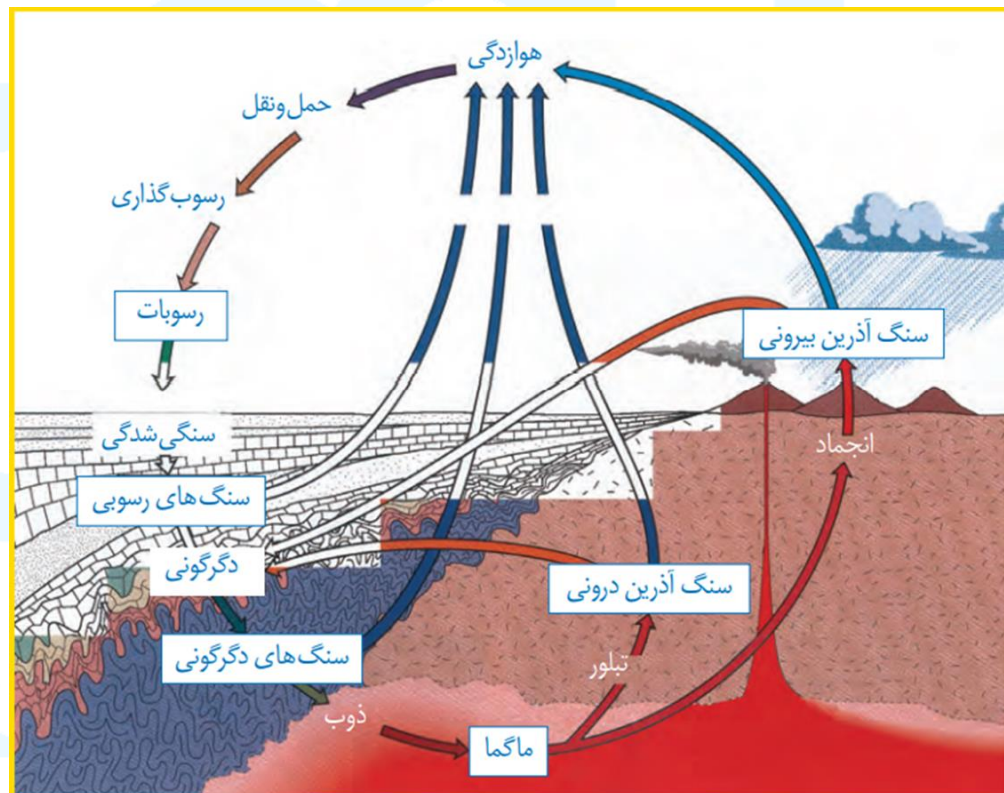 هوازدگی
حمل‌ونقل
رسوب‌گذاری
رسوبات
سنگ آذرین بیرونی
سنگی‌شدگی
انجماد
سنگ‌های رسوبی
دگرگونی
سنگ آذرین درونی
سنگ‌های دگرگونی
تبلور
ذوب
ماگما